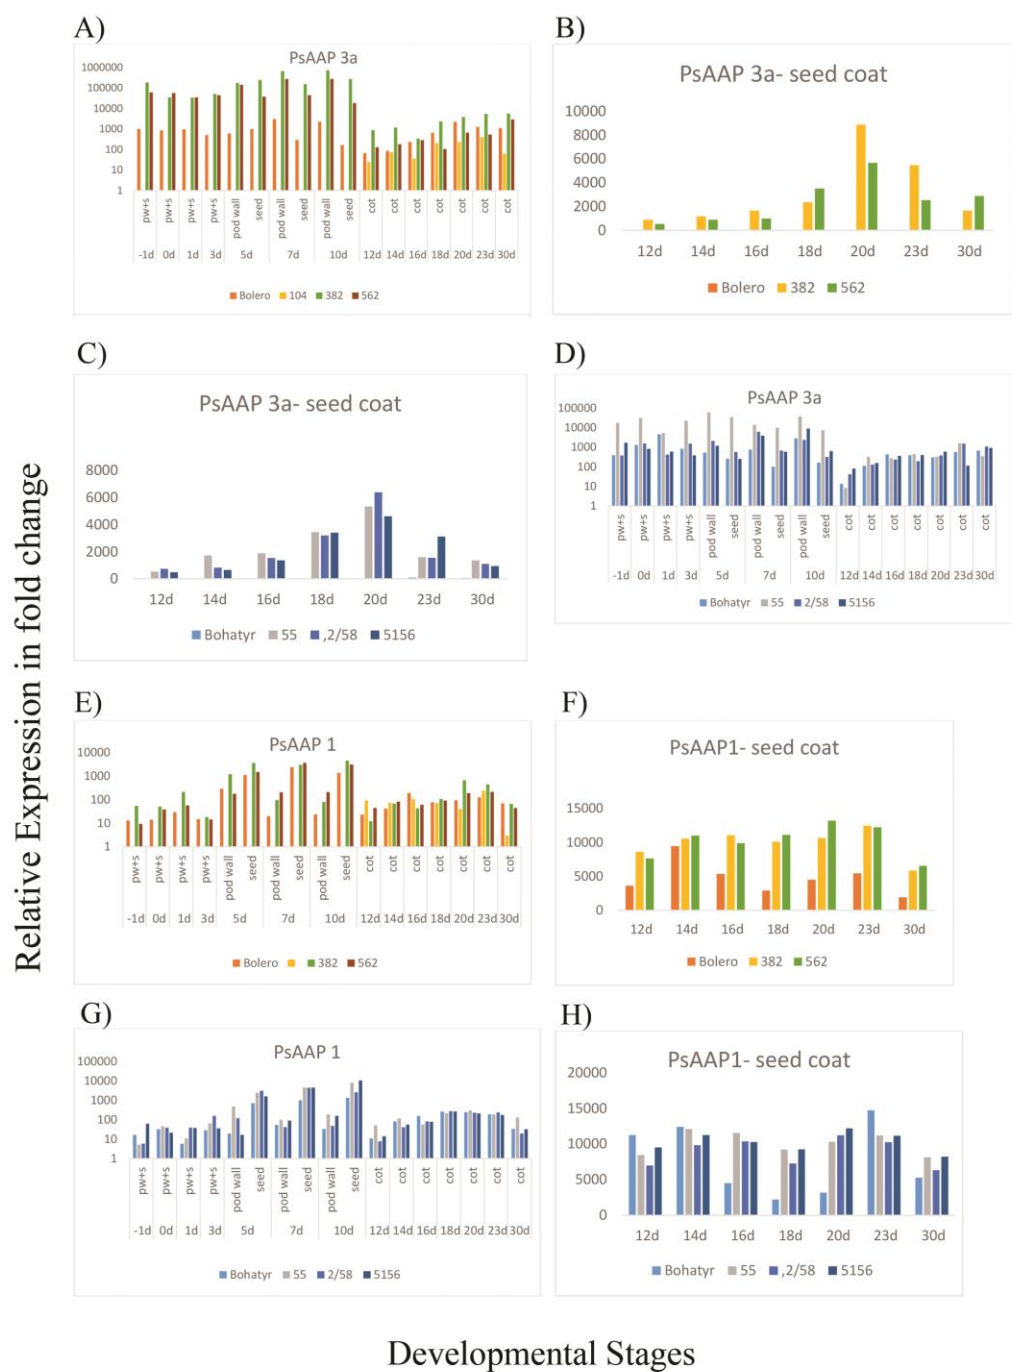 A)
PsAAP 3a
1000000
100000
10000
1000
100
10
1
pw+s pw+s pw+s pw+s pod wall seed pod wall seed pod wall seed cot cot cot cot cot cot cot
-1d 0d 1d 3d 5d 7d 10d 12d 14d 16d 18d 20d 23d 30d
Bolero 104 382 562
B)
PsAAP 3a- seed coat
10000
8000
6000
4000
2000
0
12d 14d 16d 18d 20d 23d 30d
Bolero 382 562
C)
PsAAP 3a- seed coat
8000
6000
4000
2000
0
12d 14d 16d 18d 20d 23d 30d
Bohatyr 55 ,2/58 5156
D)
PsAAP 3a
100000
10000
1000
100
10
1
pw+s pw+s pw+s pw+s pod wall seed pod wall seed pod wall seed cot cot cot cot cot cot cot
-1d 0d 1d 3d 5d 7d 10d 12d 14d 16d 18d 20d 23d 30d
Bohatyr 55 2/58 5156
Relative Expression in fold change
E)
PsAAP 1
10000
1000
100
10
1
pw+s pw+s pw+s pw+s pod wall seed pod wall seed pod wall seed cot cot cot cot cot cot cot
-1d 0d 1d 3d 5d 7d 10d 12d 14d 16d 18d 20d 23d 30d
Bolero 382 562
F)
PsAAP1- seed coat
15000
10000
5000
0
12d 14d 16d 18d 20d 23d 30d
Bolero 382 562
G)
PsAAP 1
100000
10000
1000
100
10
1
pw+s pw+s pw+s pw+s pod wall seed pod wall seed pod wall seed cot cot cot cot cot cot cot
-1d 0d 1d 3d 5d 7d 10d 12d 14d 16d 18d 20d 23d 30d
Bohatyr 55 2/58 5156
H)
PsAAP1- seed coat
20000
15000
10000
5000
0
12d 14d 16d 18d 20d 23d 30d
Bohatyr 55 ,2/58 5156
Developmental Stages